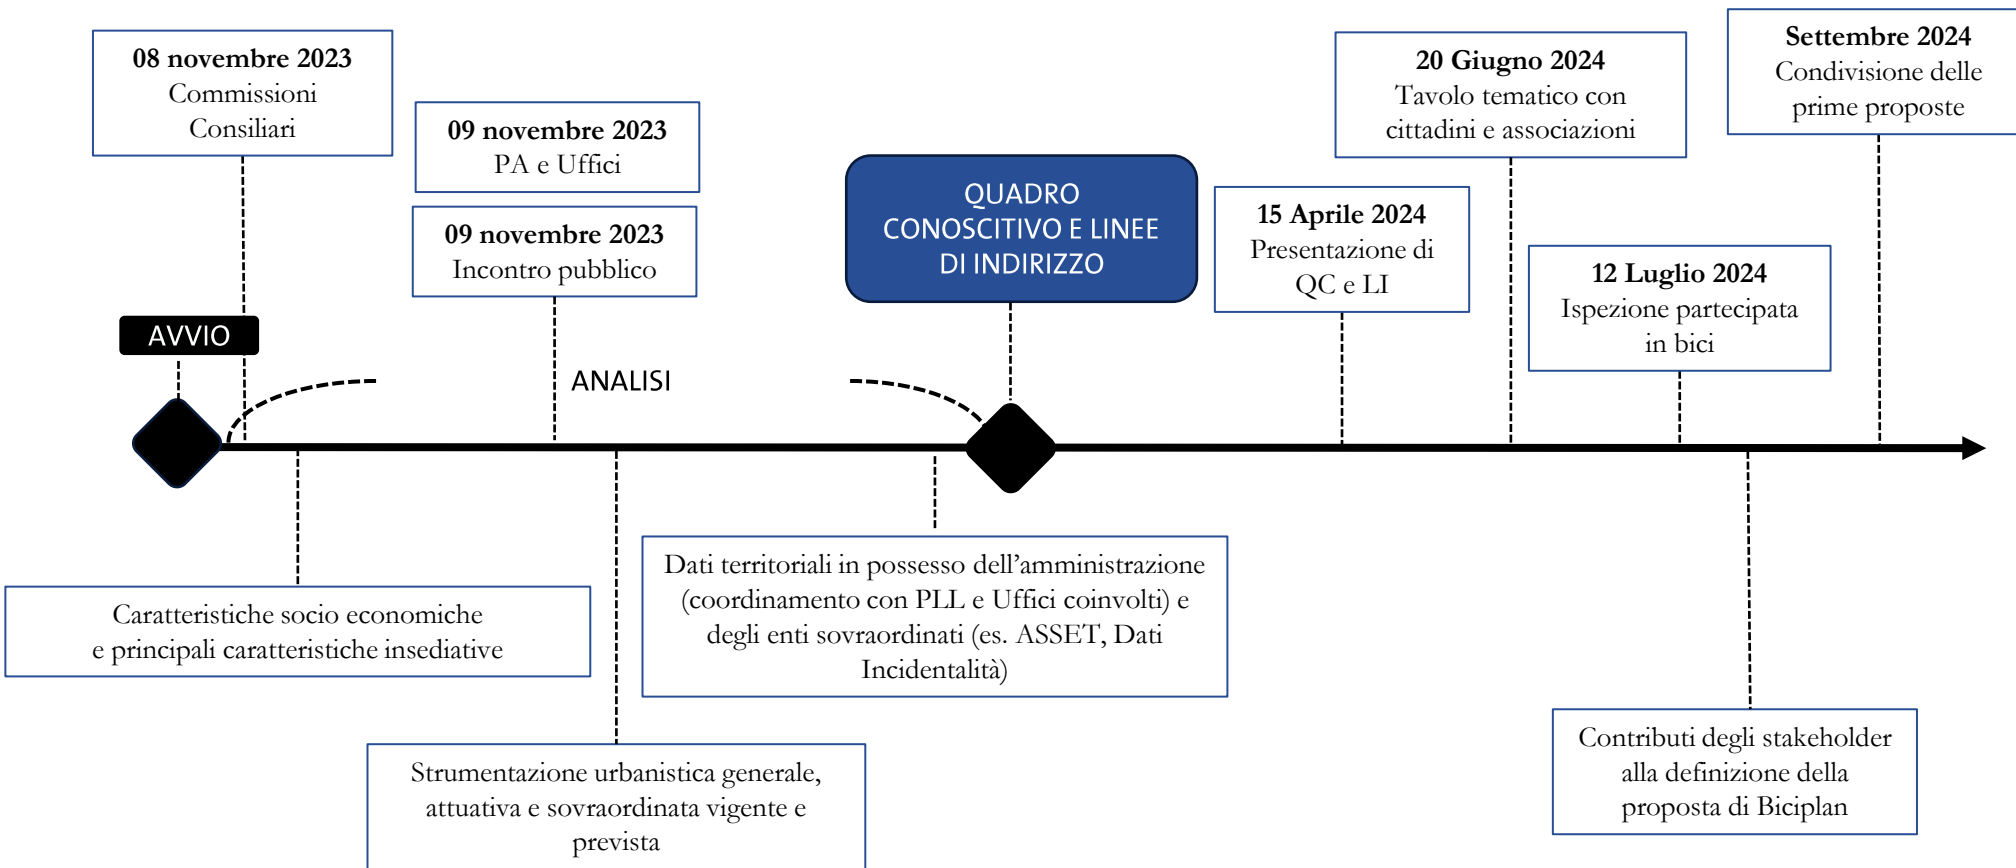 08 novembre 2023
Commissioni
Consiliari
09 novembre 2023
PA e Uffici
09 novembre 2023
Incontro pubblico
AVVIO
ANALISI
QUADRO
CONOSCITIVO E LINEE
DI INDIRIZZO
15 Aprile 2024
Presentazione di
QC e LI
20 Giugno 2024
Tavolo tematico con
cittadini e associazioni
12 Luglio 2024
Ispezione partecipata
in bici
Settembre 2024
Condivisione delle
prime proposte
Caratteristiche socio economiche
e principali caratteristiche insediative
Strumentazione urbanistica generale,
attuativa e sovraordinata vigente e
prevista
Dati territoriali in possesso dell’amministrazione
(coordinamento con PLL e Uffici coinvolti) e
degli enti sovraordinati (es. ASSET, Dati
Incidentalità)
Contributi degli stakeholder
alla definizione della
proposta di Biciplan